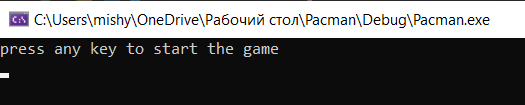 C:\Users\mishy\OneDrive\Рабочий стол\Pacman\Debug\Pacman.exe
press any key to start the game